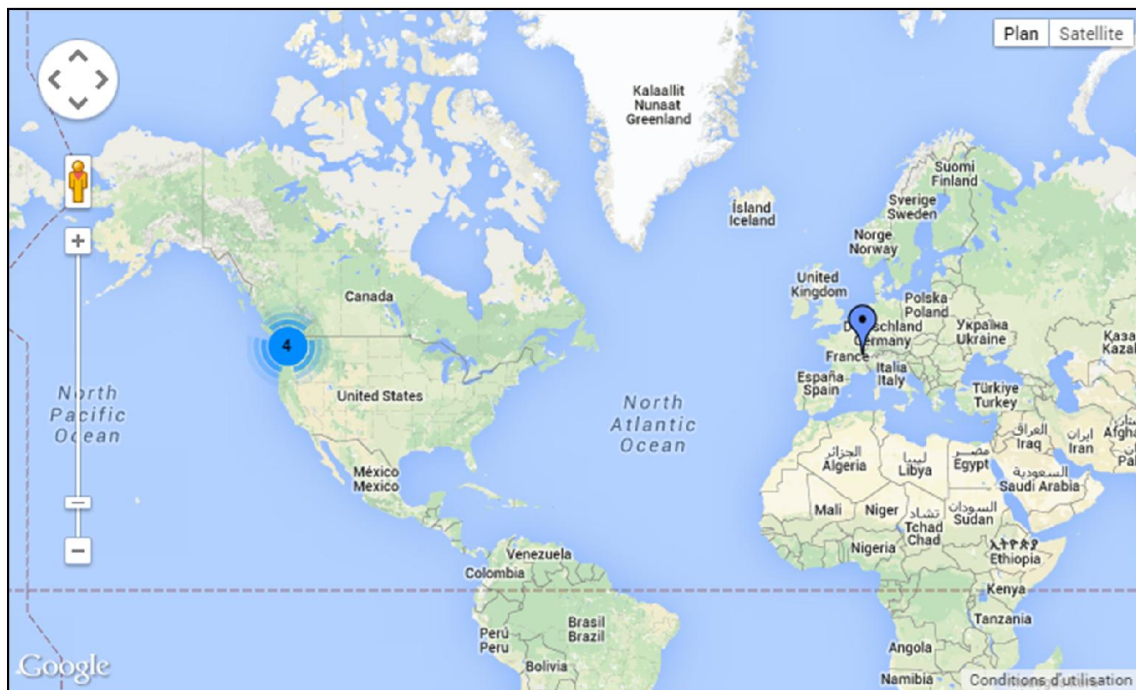 Plan
Satellite
Kalaallit
Nunaat
Greenland
Suomi
Finland
Ísland
Iceland
Sverige
Sweden
Norge
Norway
United
Kingdom
Canada
Polska
Poland
Deutschland
Germany
Україна
Ukraine
4
France
Italia
Italy
España
Spain
Türkiye
Turkey
United States
North
Pacific
Ocean
North
Atlantic
Ocean
العراق
Iraq
ایران
Iran
الجزائر
Algeria
ليبيا
Libya
مصر
Egypt
السعودية
Saudi Arabia
México
Mexico
Mali
Niger
تشاد
Tchad
Chad
السودان
Sudan
Nigeria
Ethiopia
Venezuela
Colombia
Kenya
Tanzania
Brasil
Brazil
Perú
Peru
Angola
Bolivia
Namibia
Google
Conditions d'utilisation